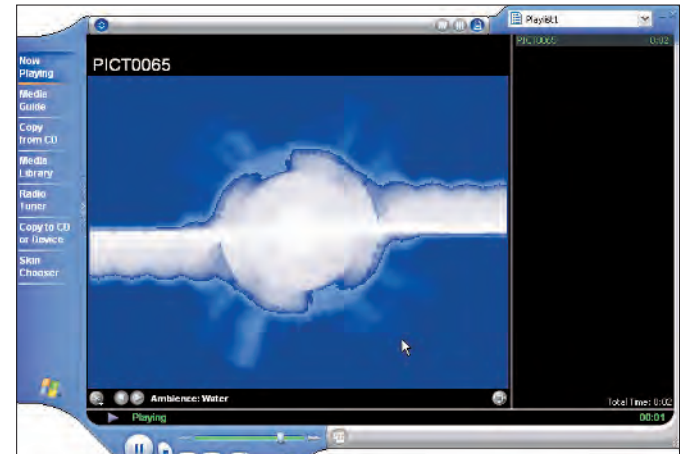 Playlist1
PICT0065 0:02
Now
Playing
PICT0065
Media
Guide
Copy
from CD
Media
Library
Radio
Tuner
Copy to CD
or Device
Skin
Chooser
Ambience: Water
Total Time: 0:02
Playing 00:01